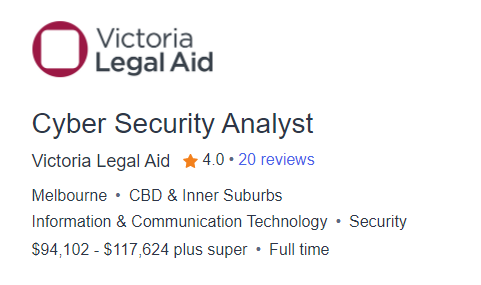 Victoria
Legal Aid
Cyber Security Analyst
Victoria Legal Aid 4.0 • 20 reviews
Melbourne • CBD & Inner Suburbs
Information & Communication Technology • Security
$94,102 - $117,624 plus super • Full time